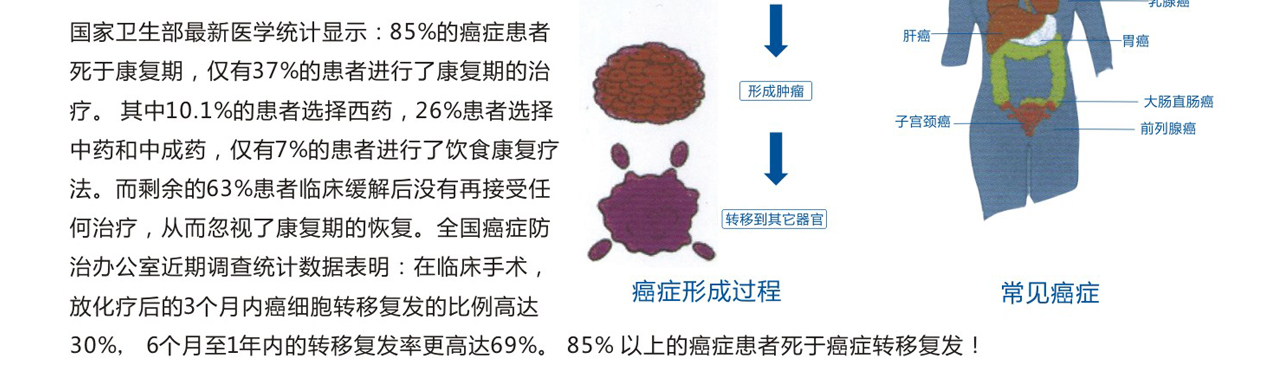 国家卫生部最新医学统计显示：85%的癌症患者
死于康复期，仅有37%的患者进行了康复期的治
疗。 其中10.1%的患者选择西药，26%患者选择
中药和中成药，仅有7%的患者进行了饮食康复疗
法。而剩余的63%患者临床缓解后没有再接受任
何治疗，从而忽视了康复期的恢复。全国癌症防
治办公室近期调查统计数据表明：在临床手术，
放化疗后的3个月内癌细胞转移复发的比例高达
30%， 6个月至1年内的转移复发率更高达69%。 85% 以上的癌症患者死于癌症转移复发！
形成肿瘤
转移到其它器官
癌症形成过程
乳腺癌
肝癌
胃癌
大肠直肠癌
子宫颈癌
前列腺癌
常见癌症